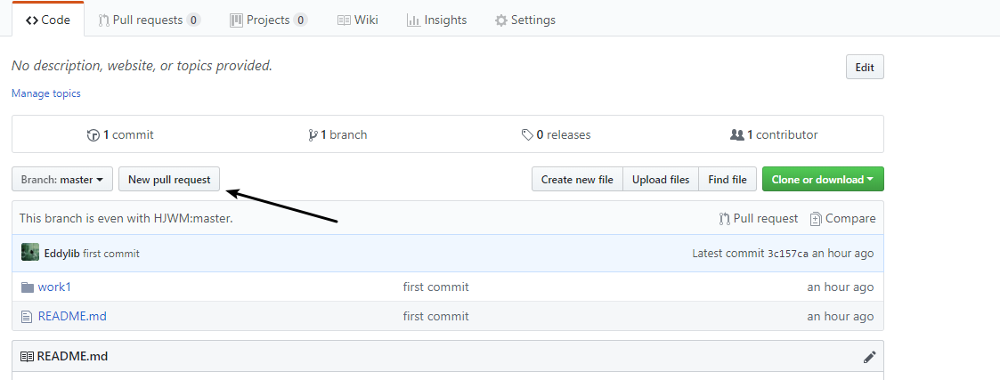 Code Pull requests 0 Projects 0 Wiki Insights Settings
No description, website, or topics provided. Edit
Manage topics
1 commit 1 branch 0 releases 1 contributor
Branch: master New pull request Create new file Upload files Find file Clone or download
This branch is even with HJWM:master. Pull request Compare
Eddylib first commit Latest commit 3c157ca an hour ago
work1 first commit an hour ago
README.md first commit an hour ago
README.md